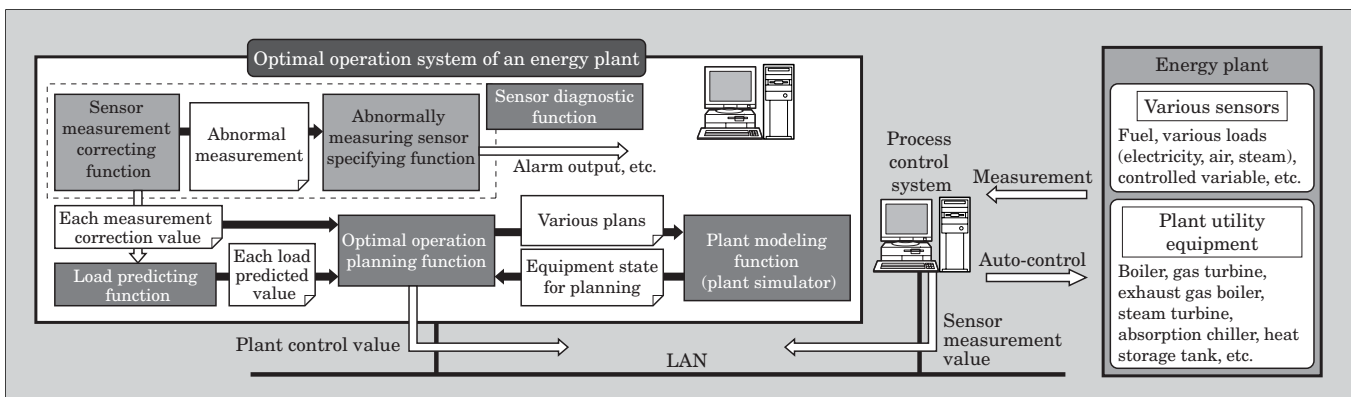 Optimal operation system of an energy plant
Sensor
measurement
correcting
function
Abnormal
measurement
Abnormally
measuring sensor
specifying function
Sensor diagnostic
function
Alarm output, etc.
Each measurement
correction value
Load predicting
function
Each load
predicted
value
Optimal operation
planning function
Various plans
Equipment state
for planning
Plant modeling
function
(plant simulator)
Plant control value
LAN
Process
control
system
Measurement
Auto-control
Sensor
measurement
value
Energy plant
Various sensors
Fuel, various loads
(electricity, air, steam),
controlled variable, etc.
Plant utility
equipment
Boiler, gas turbine,
exhaust gas boiler,
steam turbine,
absorption chiller, heat
storage tank, etc.